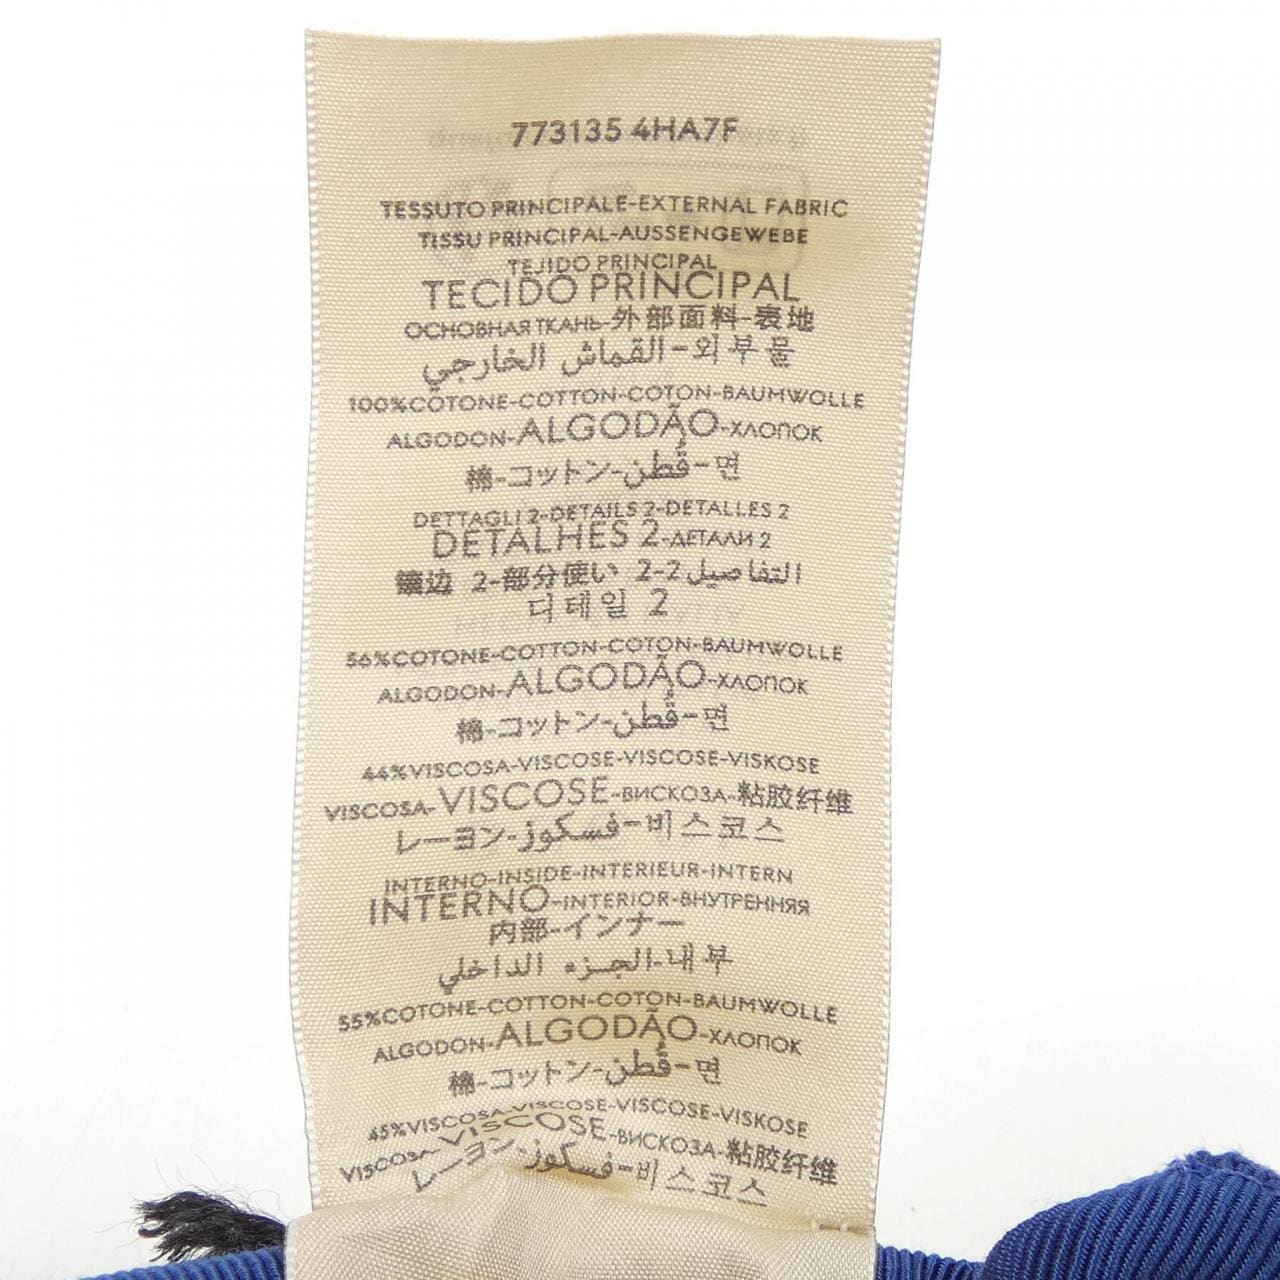 773135 4HA7F
TESSUTO PRINCIPALE-EXTERNAL FABRIC
TISSU PRINCIPAL-AUSSENGEWEBE
TEJIDO PRINCIPAL
TECIDO PRINCIPAL
ОСНОВНАЯ ТКАНЬ-外部面料-表地
القماش الخارجي-외부물
100%COTONE-COTTON-COTON-BAUMWOLLE
ALGODON-ALGODÃO-ХЛОПОК
棉-コットン-قُطن-면
DETTAGLI 2-DETAILS 2-DETALLES 2
DETALHES 2-ДЕТАЛИ 2
镶边 2-部分使い 2-التفاصيل2
디테일 2
56%COTONE-COTTON-COTON-BAUMWOLLE
ALGODON-ALGODÃO-ХЛОПОК
棉-コットン-قُطن-면
44%VISCOSA-VISCOSE-VISCOSE-VISKOSE
VISCOSA-VISCOSE-ВИСКОЗА-粘胶纤维
レーヨン-فسكوز-비스코스
INTERNO-INSIDE-INTERIEUR-INTERN
INTERNO-INTERIOR-ВНУТРЕННЯЯ
内部-インナー
الجزء الداخلي-내부
55%COTONE-COTTON-COTON-BAUMWOLLE
ALGODON-ALGODÃO-ХЛОПОК
棉-コットン-قُطن-면
45%VISCOSA-VISCOSE-VISCOSE-VISKOSE
VISCOSA-VISCOSE-ВИСКОЗА-粘胶纤维
レーヨン-فسكوز-비스코스